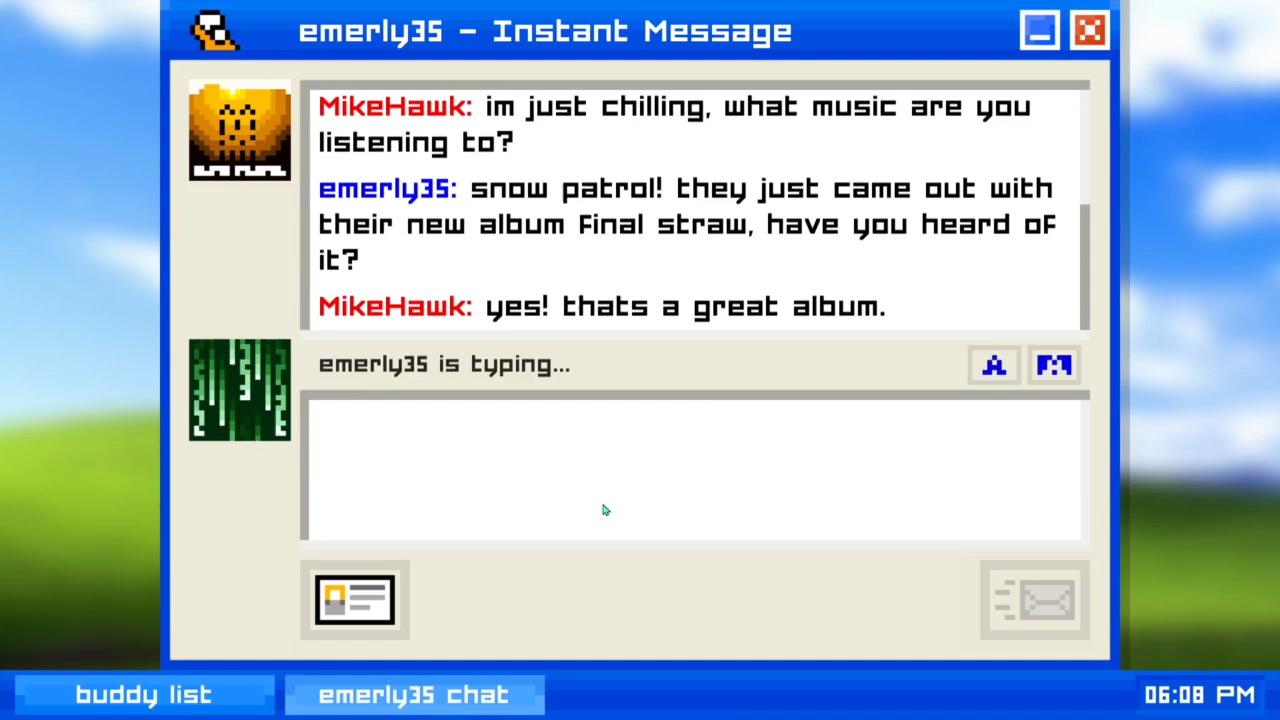 emerly35 - Instant Message
MikeHawk: im just chilling, what music are you
listening to?
emerly35: snow patrol! they just came out with
their new album final straw, have you heard of
it?
MikeHawk: yes! thats a great album.
emerly35 is typing...
A
buddy list
emerly35 chat
06:08 PM